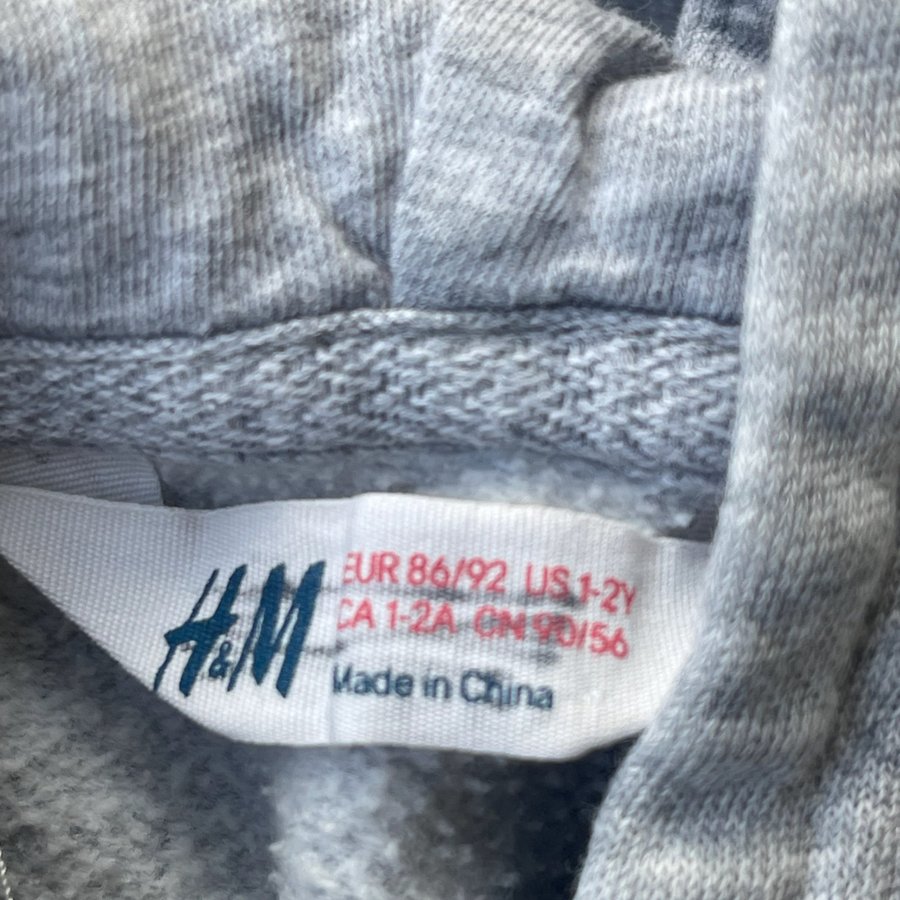 H&M
EUR 86/92 US 1-2Y
CA 1-2A CN 90/56
Made in China